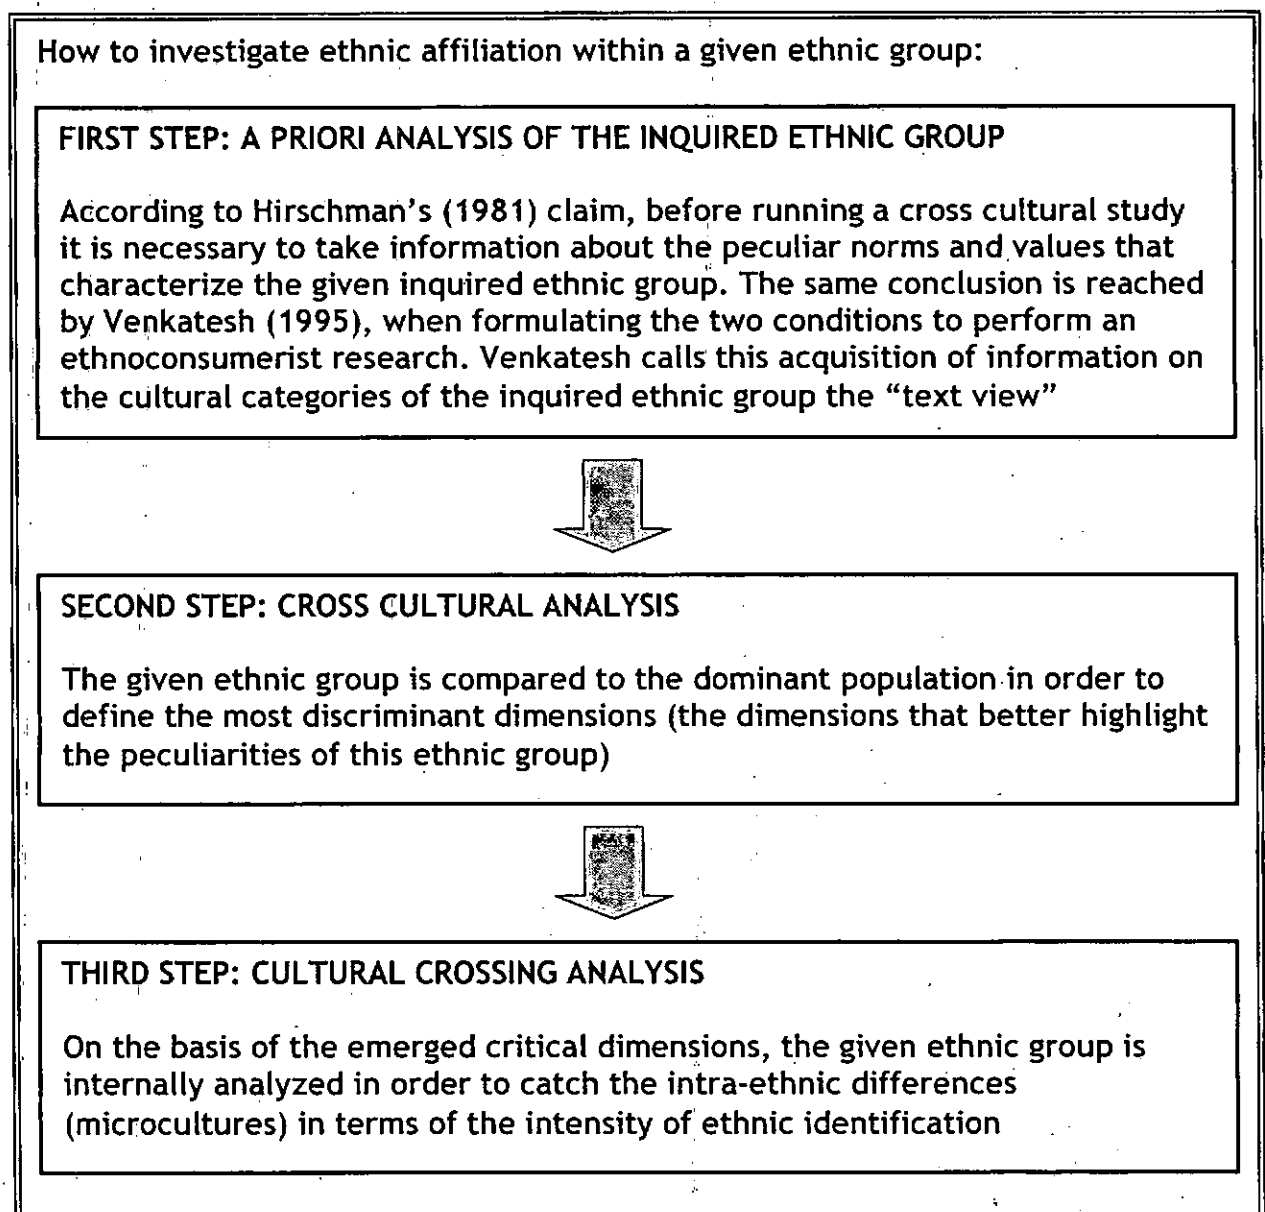 How to investigate ethnic affiliation within a given ethnic group:
FIRST STEP: A PRIORI ANALYSIS OF THE INQUIRED ETHNIC GROUP
According to Hirschman's (1981) claim, before running a cross cultural study
it is necessary to take information about the peculiar norms and values that
characterize the given inquired ethnic group. The same conclusion is reached
by Venkatesh (1995), when formulating the two conditions to perform an
ethnoconsumerist research. Venkatesh calls this acquisition of information on
the cultural categories of the inquired ethnic group the “text view”
SECOND STEP: CROSS CULTURAL ANALYSIS
The given ethnic group is compared to the dominant population in order to
define the most discriminant dimensions (the dimensions that better highlight
the peculiarities of this ethnic group)
THIRD STEP: CULTURAL CROSSING ANALYSIS
On the basis of the emerged critical dimensions, the given ethnic group is
internally analyzed in order to catch the intra-ethnic differences
(microcultures) in terms of the intensity of ethnic identification